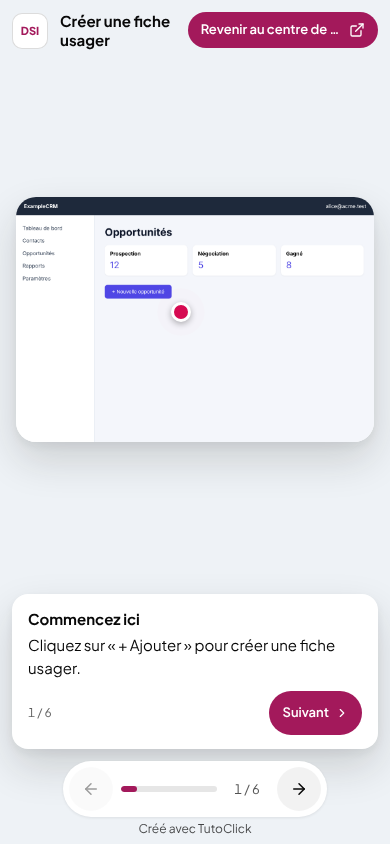 DSI
Créer une fiche
usager
Revenir au centre de ...
ExampleCRM
alice@acme.test
Tableau de bord
Contacts
Opportunités
Rapports
Paramètres
Opportunités
Prospection
12
Négociation
5
Gagné
8
+ Nouvelle opportunité
Commencez ici
Cliquez sur « + Ajouter » pour créer une fiche
usager.
1 / 6
Suivant
1 / 6
Créé avec TutoClick